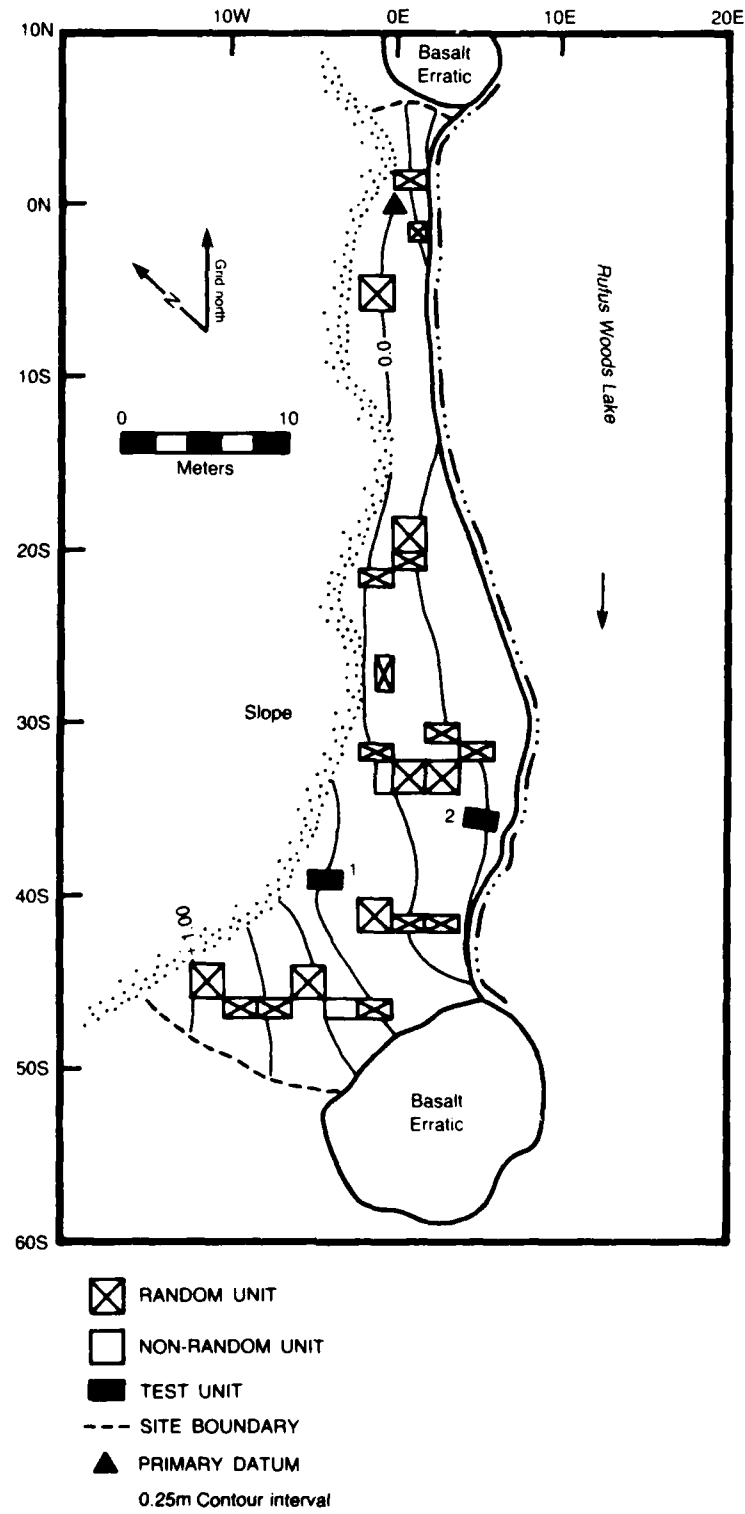 10W 0E 10E 20E
10N
Basalt
Erratic
0N
Grid north
N
Rufus Woods Lake
0.0
10S
0 10
Meters
20S
Slope
30S
2
1
40S
1.00
50S
Basalt
Erratic
60S
RANDOM UNIT
NON-RANDOM UNIT
TEST UNIT
SITE BOUNDARY
PRIMARY DATUM
0.25m Contour interval